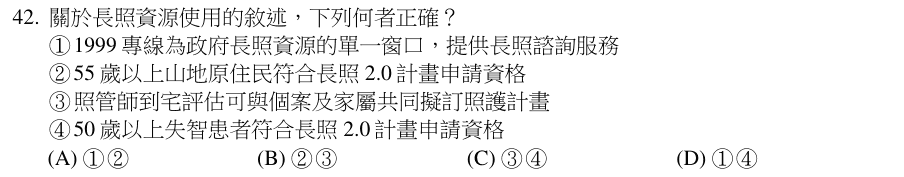 42. 關於長照資源使用的敘述，下列何者正確？
①1999 專線為政府長照資源的單一窗口，提供長照諮詢服務
②55 歲以上山地原住民符合長照 2.0 計畫申請資格
③照管師到宅評估可與個案及家屬共同擬訂照護計畫
④50 歲以上失智患者符合長照 2.0 計畫申請資格
(A) ①② (B) ②③ (C) ③④ (D) ①④